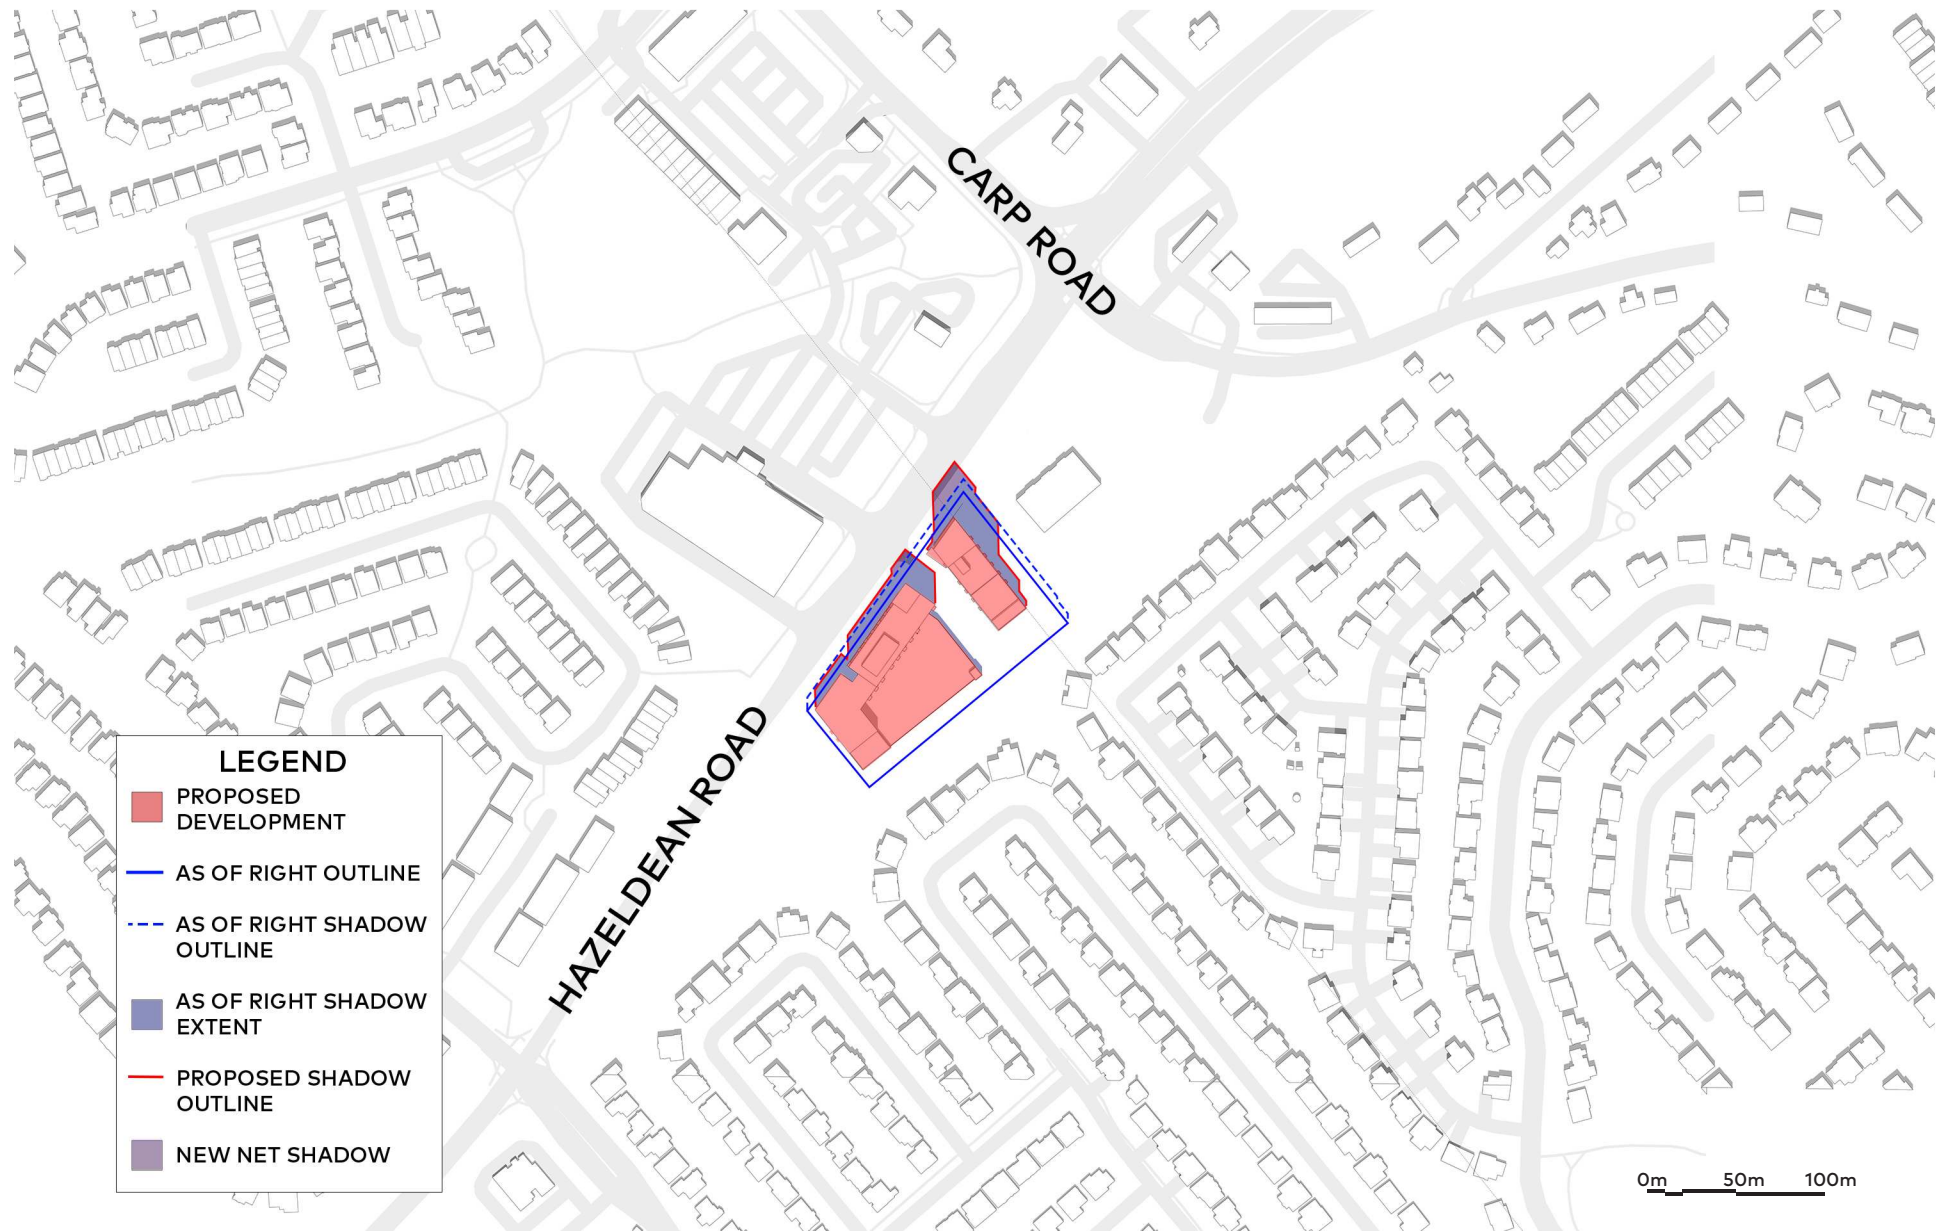 CARP ROAD
HAZELDEAN ROAD
LEGEND
PROPOSED
DEVELOPMENT
AS OF RIGHT OUTLINE
AS OF RIGHT SHADOW
OUTLINE
AS OF RIGHT SHADOW
EXTENT
PROPOSED SHADOW
OUTLINE
NEW NET SHADOW
0m 50m 100m